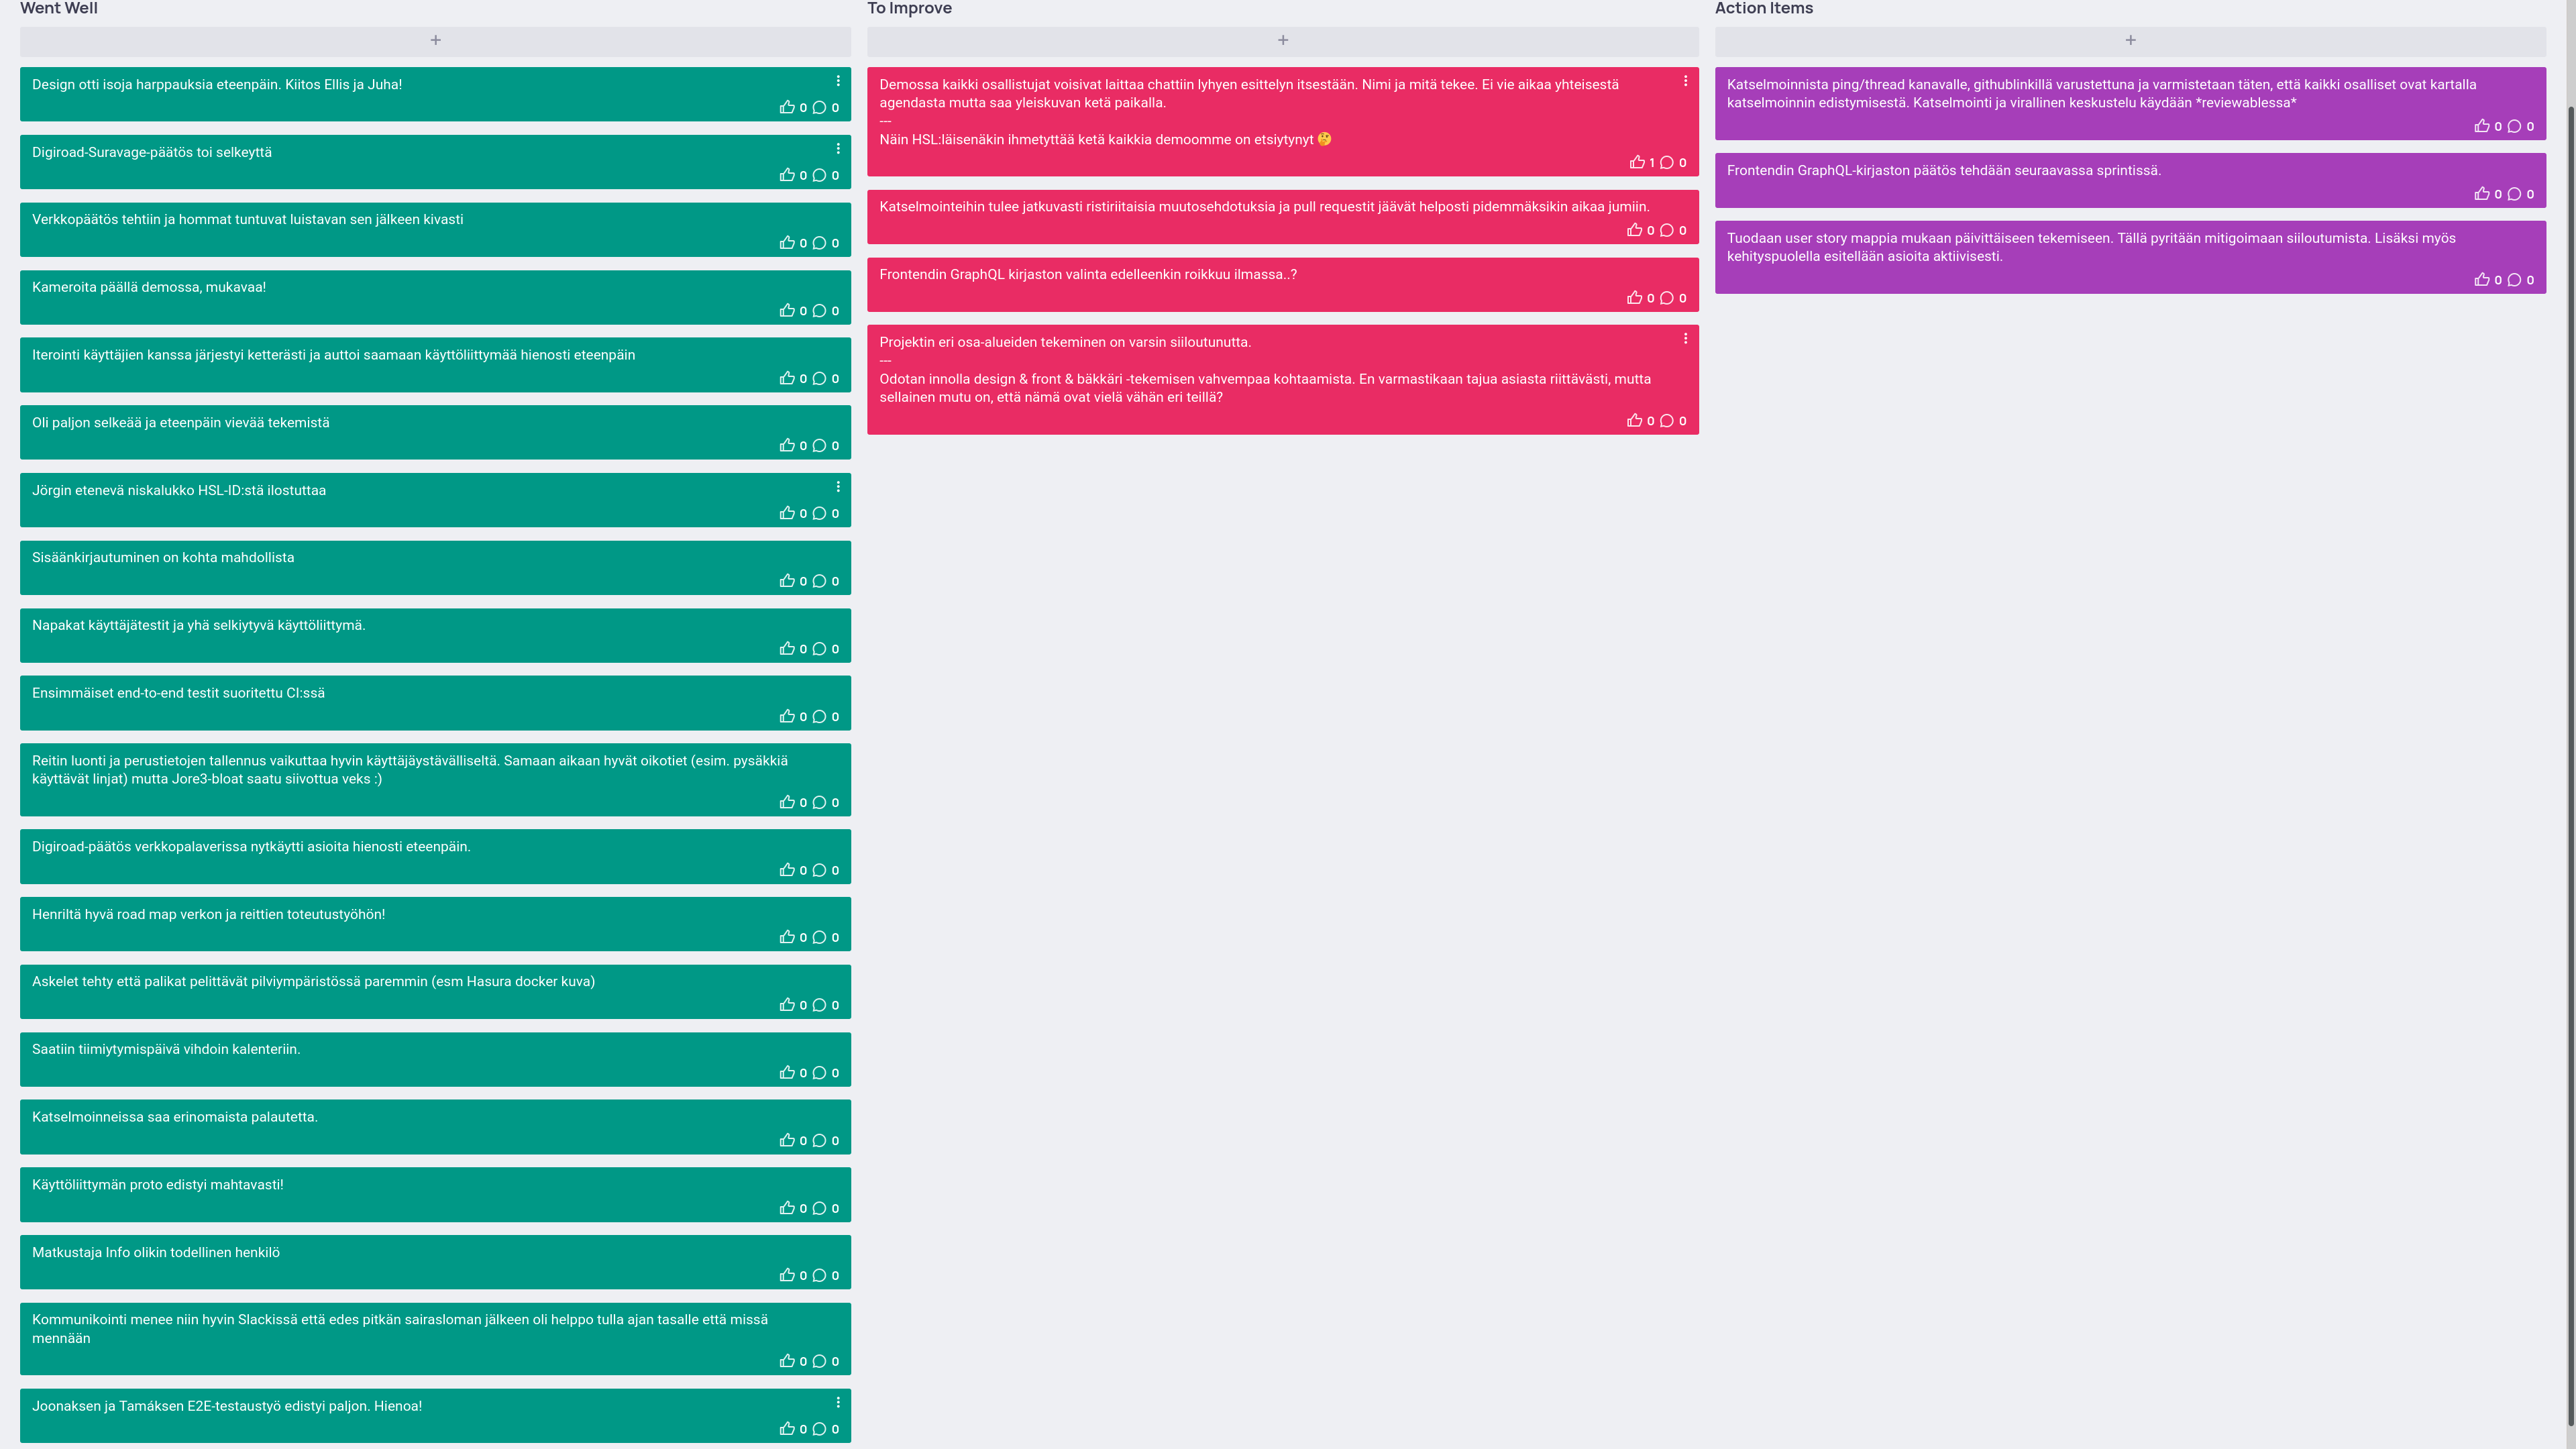 Went Well
+
Design otti isoja harppauksia eteenpäin. Kiitos Ellis ja Juha!
0 0
Digiroad-Suravage-päätös toi selkeyttä
0 0
Verkkopäätös tehtiin ja hommat tuntuvat luistavan sen jälkeen kivasti
0 0
Kameroita päällä demossa, mukavaa!
0 0
Iterointi käyttäjien kanssa järjestyi ketterästi ja auttoi saamaan käyttöliittymää hienosti eteenpäin
0 0
Oli paljon selkeää ja eteenpäin vievää tekemistä
0 0
Jörgin etenevä niskalukko HSL-ID:stä ilostuttaa
0 0
Sisäänkirjautuminen on kohta mahdollista
0 0
Napakat käyttäjätestit ja yhä selkiytyvä käyttöliittymä.
0 0
Ensimmäiset end-to-end testit suoritettu CI:ssä
0 0
Reitin luonti ja perustietojen tallennus vaikuttaa hyvin käyttäjäystävälliseltä. Samaan aikaan hyvät oikotiet (esim. pysäkkiä
käyttävät linjat) mutta Jore3-bloat saatu siivottua veks :)
0 0
Digiroad-päätös verkkopalaverissa nytkäytti asioita hienosti eteenpäin.
0 0
Henriltä hyvä road map verkon ja reittien toteutustyöhön!
0 0
Askelet tehty että palikat pelittävät pilviympäristössä paremmin (esm Hasura docker kuva)
0 0
Saatiin tiimiytymispäivä vihdoin kalenteriin.
0 0
Katselmoinneissa saa erinomaista palautetta.
0 0
Käyttöliittymän proto edistyi mahtavasti!
0 0
Matkustaja Info olikin todellinen henkilö
0 0
Kommunikointi menee niin hyvin Slackissä että edes pitkän sairasloman jälkeen oli helppo tulla ajan tasalle että missä
mennään
0 0
Joonaksen ja Tamáksen E2E-testaustyö edistyi paljon. Hienoa!
0 0
To Improve
+
Demossa kaikki osallistujat voisivat laittaa chattiin lyhyen esittelyn itsestään. Nimi ja mitä tekee. Ei vie aikaa yhteisestä
agendasta mutta saa yleiskuvan ketä paikalla.
---
Näin HSL:läisenäkin ihmetyttää ketä kaikkia demoomme on etsiytynyt 🤔
1 0
Katselmointeihin tulee jatkuvasti ristiriitaisia muutosehdotuksia ja pull requestit jäävät helposti pidemmäksikin aikaa jumiin.
0 0
Frontendin GraphQL kirjaston valinta edelleenkin roikkuu ilmassa..?
0 0
Projektin eri osa-alueiden tekeminen on varsin siiloutunutta.
---
Odotan innolla design & front & bäkkäri -tekemisen vahvempaa kohtaamista. En varmastikaan tajua asiasta riittävästi, mutta
sellainen mutu on, että nämä ovat vielä vähän eri teillä?
0 0
Action Items
+
Katselmoinnista ping/thread kanavalle, githublinkillä varustettuna ja varmistetaan täten, että kaikki osalliset ovat kartalla
katselmoinnin edistymisestä. Katselmointi ja virallinen keskustelu käydään *reviewablessa*
0 0
Frontendin GraphQL-kirjaston päätös tehdään seuraavassa sprintissä.
0 0
Tuodaan user story mappia mukaan päivittäiseen tekemiseen. Tällä pyritään mitigoimaan siiloutumista. Lisäksi myös
kehityspuolella esitellään asioita aktiivisesti.
0 0